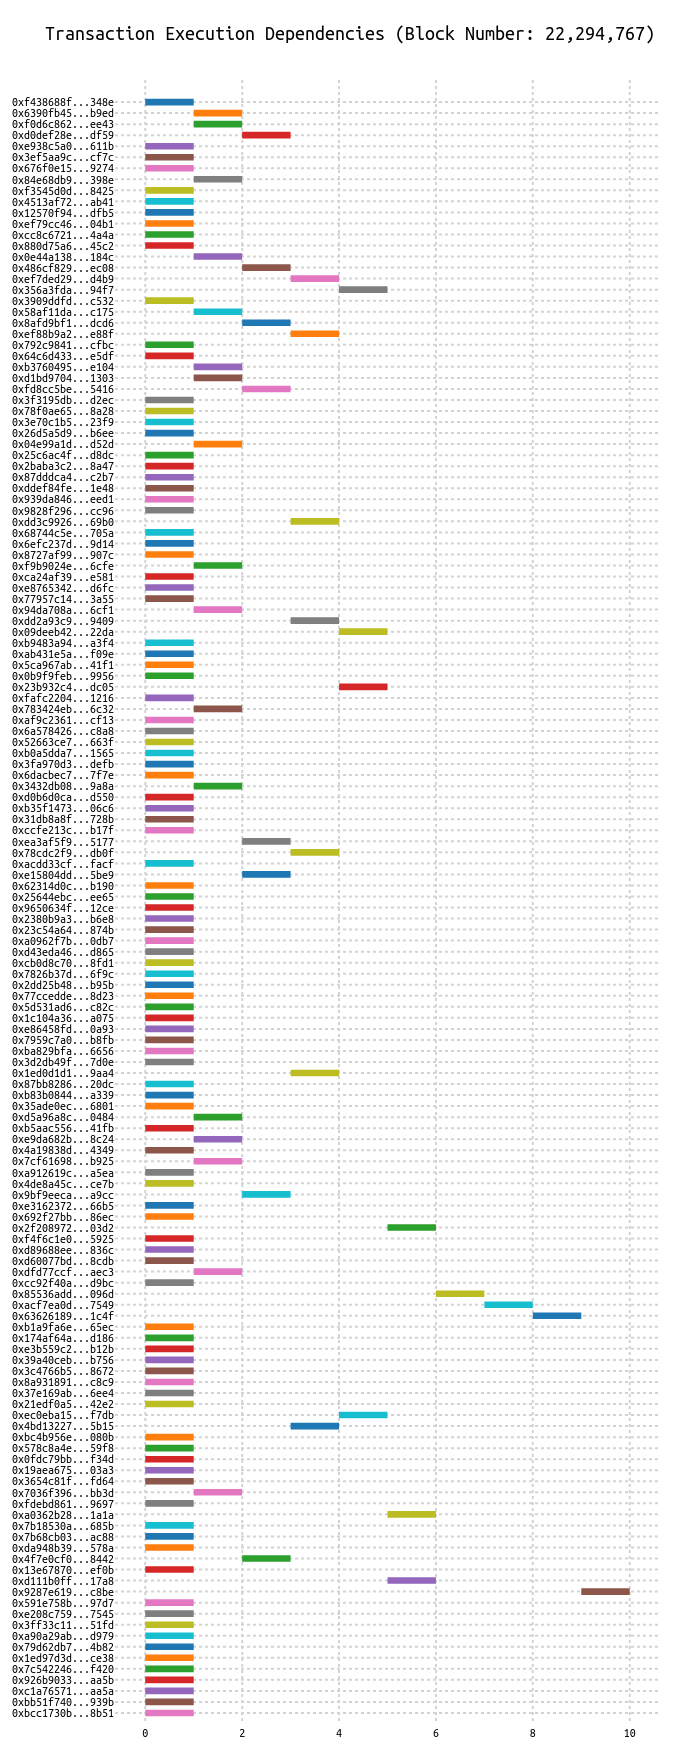 Transaction Execution Dependencies (Block Number: 22,294,767)
0xf438688f...348e
0x6390fb45...b9ed
0xf0d6c862...ee43
0xd0def28e...df59
0xe938c5a0...611b
0x3ef5aa9c...cf7c
0x676f0e15...9274
0x84e68db9...398e
0xf3545d0d...8425
0x4513af72...ab41
0x12570f94...dfb5
0xef79cc46...04b1
0xcc8c6721...4a4a
0x880d75a6...45c2
0x0e44a138...184c
0x486cf829...ec08
0xef7ded29...d4b9
0x356a3fda...94f7
0x3909ddfd...c532
0x58af11da...c175
0x8afd9bf1...dcd6
0xef88b9a2...e88f
0x792c9841...cfbc
0x64c6d433...e5df
0xb3760495...e104
0xd1bd9704...1303
0xfd8cc5be...5416
0x3f3195db...d2ec
0x78f0ae65...8a28
0x3e70c1b5...23f9
0x26d5a5d9...b6ee
0x04e99a1d...d52d
0x25c6ac4f...d8dc
0x2baba3c2...8a47
0x87dddca4...c2b7
0xddef84fe...1e48
0x939da846...eed1
0x9828f296...cc96
0xdd3c9926...69b0
0x68744c5e...705a
0x6efc237d...9d14
0x8727af99...907c
0xf9b9024e...6cfe
0xca24af39...e581
0xe8765342...d6fc
0x77957c14...3a55
0x94da708a...6cf1
0xdd2a93c9...9409
0x09deeb42...22da
0xb9483a94...a3f4
0xab431e5a...f09e
0x5ca967ab...41f1
0x0b9f9feb...9956
0x23b932c4...dc05
0xfafc2204...1216
0x783424eb...6c32
0xaf9c2361...cf13
0x6a578426...c8a8
0x52663ce7...663f
0xb0a5dda7...1565
0x3fa970d3...defb
0x6dacbec7...7f7e
0x3432db08...9a8a
0xd0b6d0ca...d550
0xb35f1473...06c6
0x31db8a8f...728b
0xccfe213c...b17f
0xea3af5f9...5177
0x78cdc2f9...db0f
0xacdd33cf...facf
0xe15804dd...5be9
0x62314d0c...b190
0x25644ebc...ee65
0x9650634f...12ce
0x2380b9a3...b6e8
0x23c54a64...874b
0xa0962f7b...0db7
0xd43eda46...d865
0xcb0d8c70...8fd1
0x7826b37d...6f9c
0x2dd25b48...b95b
0x77ccedde...8d23
0x5d531ad6...c82c
0x1c104a36...a075
0xe86458fd...0a93
0x7959c7a0...b8fb
0xba829bfa...6656
0x3d2db49f...7d0e
0x1ed0d1d1...9aa4
0x87bb8286...20dc
0xb83b0844...a339
0x35ade0ec...6801
0xd5a96a8c...0484
0xb5aac556...41fb
0xe9da682b...8c24
0x4a19838d...4349
0x7cf61698...b925
0xa912619c...a5ea
0x4de8a45c...ce7b
0x9bf9eeca...a9cc
0xe3162372...66b5
0x692f27bb...86ec
0x2f208972...03d2
0xf4f6c1e0...5925
0xd89688ee...836c
0xd60077bd...8cdb
0xdfd77ccf...aec3
0xcc92f40a...d9bc
0x85536add...096d
0xacf7ea0d...7549
0x63626189...1c4f
0xb1a9fa6e...65ec
0x174af64a...d186
0xe3b559c2...b12b
0x39a40ceb...b756
0x3c4766b5...8672
0x8a931891...c8c9
0x37e169ab...6ee4
0x21edf0a5...42e2
0xec0eba15...f7db
0x4bd13227...5b15
0xbc4b956e...080b
0x578c8a4e...59f8
0x0fdc79bb...f34d
0x19aea675...03a3
0x3654c81f...fd64
0x7036f396...bb3d
0xfdebd861...9697
0xa0362b28...1a1a
0x7b18530a...685b
0x7b68cb03...ac88
0xda948b39...578a
0x4f7e0cf0...8442
0x13e67870...ef0b
0xd111b0ff...17a8
0x9287e619...c8be
0x591e758b...97d7
0xe208c759...7545
0x3ff33c11...51fd
0xa90a29ab...d979
0x79d62db7...4b82
0x1ed97d3d...ce38
0x7c542246...f420
0x926b9033...aa5b
0xc1a76571...aa5a
0xbb51f740...939b
0xbcc1730b...8b51
0 2 4 6 8 10